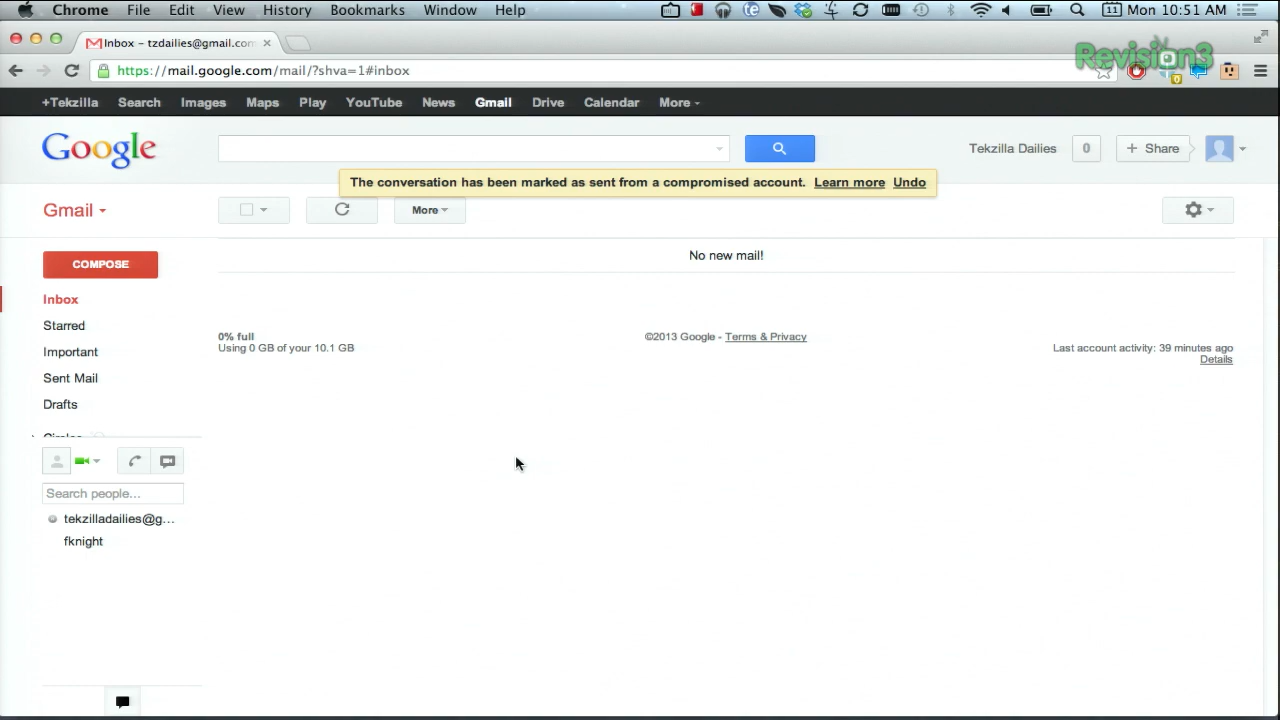 Chrome File Edit View History Bookmarks Window Help 11 Mon 10:51 AM
Inbox – tzdailies@gmail.com
Revision3
https://mail.google.com/mail/?shva=1#inbox
0
+Tekzilla Search Images Maps Play YouTube News Gmail Drive Calendar More
Google
Tekzilla Dailies 0 + Share
The conversation has been marked as sent from a compromised account. Learn more Undo
Gmail
More
COMPOSE
No new mail!
Inbox
Starred
Important
Sent Mail
Drafts
Circles
0% full
Using 0 GB of your 10.1 GB
©2013 Google - Terms & Privacy
Last account activity: 39 minutes ago
Details
Search people...
tekzilladailies@g...
fknight